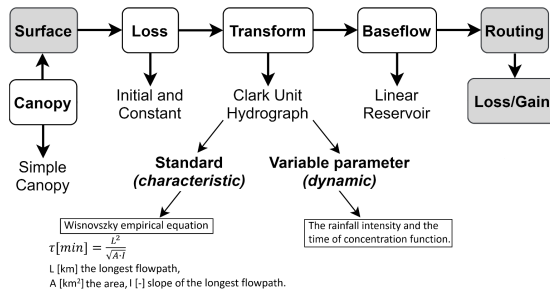 Surface
Loss
Transform
Baseflow
Routing
Canopy
Initial and
Constant
Clark Unit
Hydrograph
Linear
Reservoir
Loss/Gain
Simple
Canopy
Standard
(characteristic)
Variable parameter
(dynamic)
Wisnovszky empirical equation
The rainfall intensity and the
time of concentration function.
τ[min] = L² / √(A·I)
L [km] the longest flowpath,
A [km²] the area, I [-] slope of the longest flowpath.